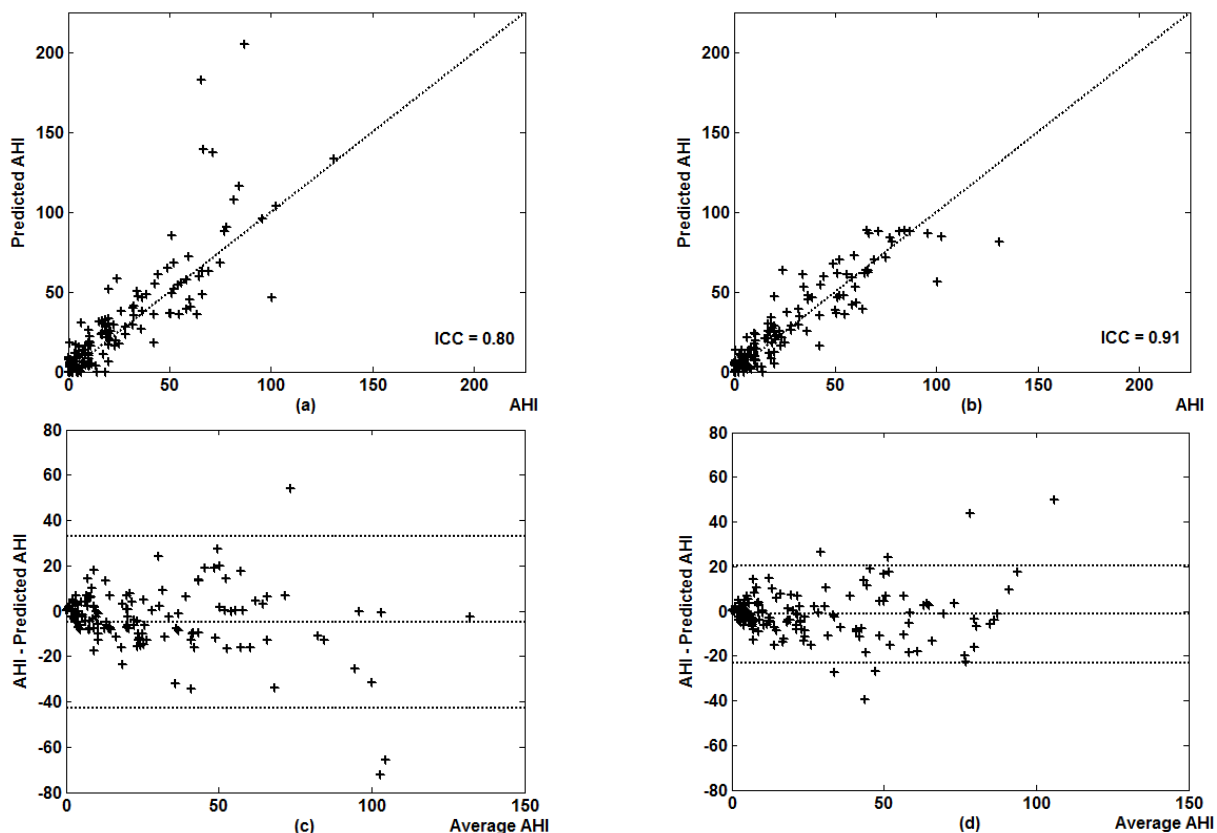 200
150
100
50
0
Predicted AHI
ICC = 0.80
0 50 100 150 200
(a) AHI
200
150
100
50
0
Predicted AHI
ICC = 0.91
0 50 100 150 200
(b) AHI
80
60
40
20
0
-20
-40
-60
-80
AHI - Predicted AHI
0 50 100 150
(c) Average AHI
80
60
40
20
0
-20
-40
-60
-80
AHI - Predicted AHI
0 50 100 150
(d) Average AHI